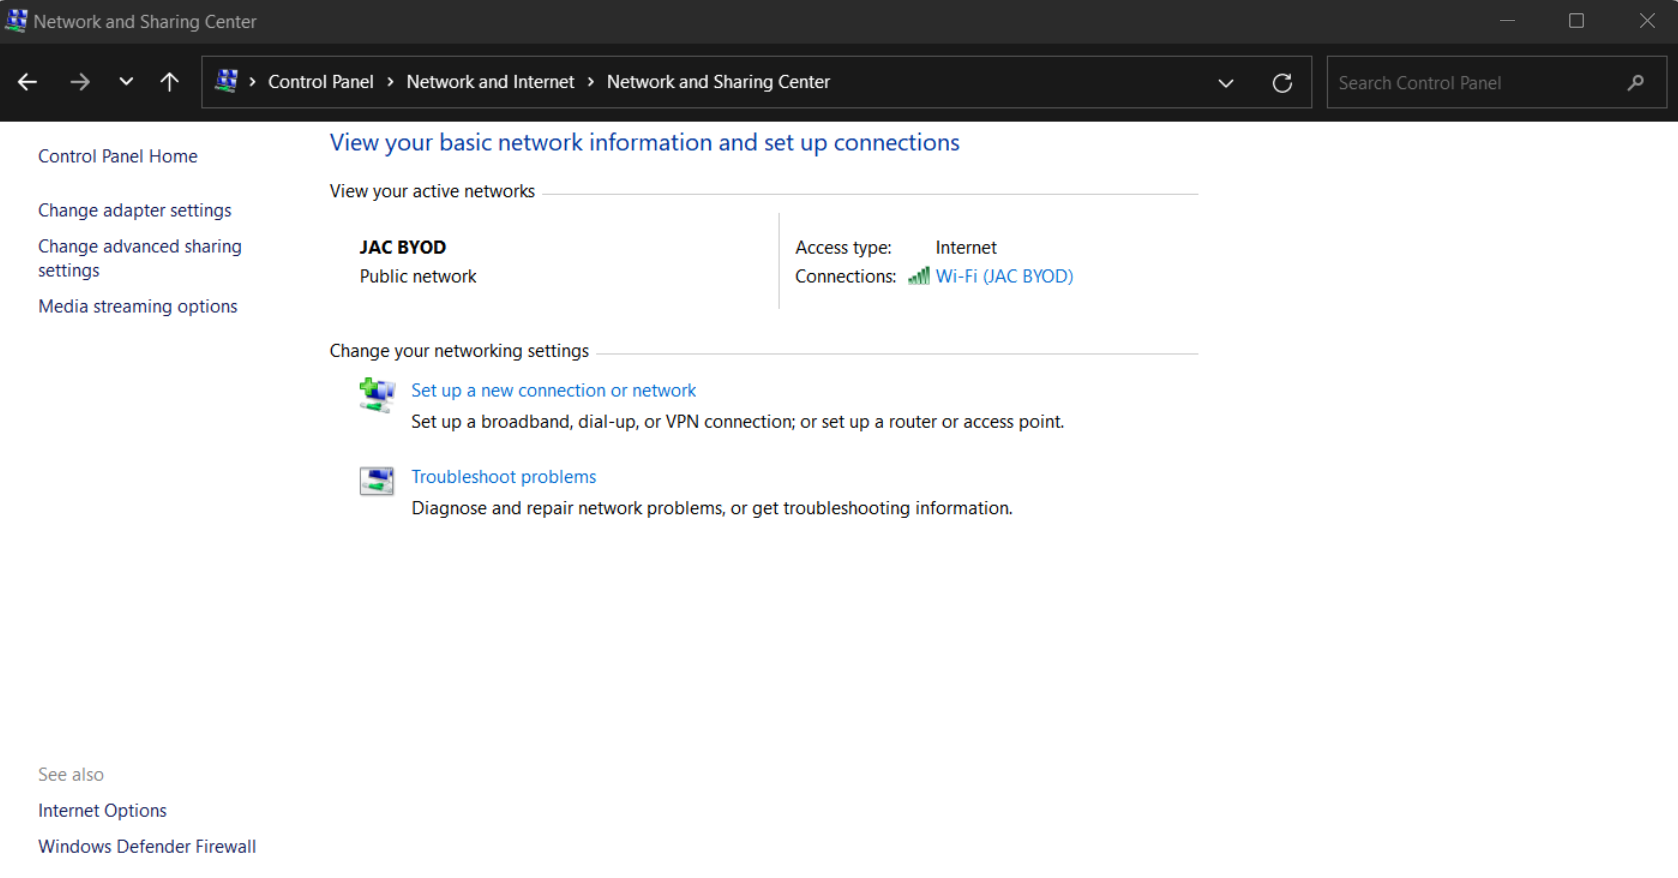 Network and Sharing Center
Control Panel > Network and Internet > Network and Sharing Center
Search Control Panel
Control Panel Home
Change adapter settings
Change advanced sharing
settings
Media streaming options
View your basic network information and set up connections
View your active networks
JAC BYOD
Public network
Access type: Internet
Connections: Wi-Fi (JAC BYOD)
Change your networking settings
Set up a new connection or network
Set up a broadband, dial-up, or VPN connection; or set up a router or access point.
Troubleshoot problems
Diagnose and repair network problems, or get troubleshooting information.
See also
Internet Options
Windows Defender Firewall